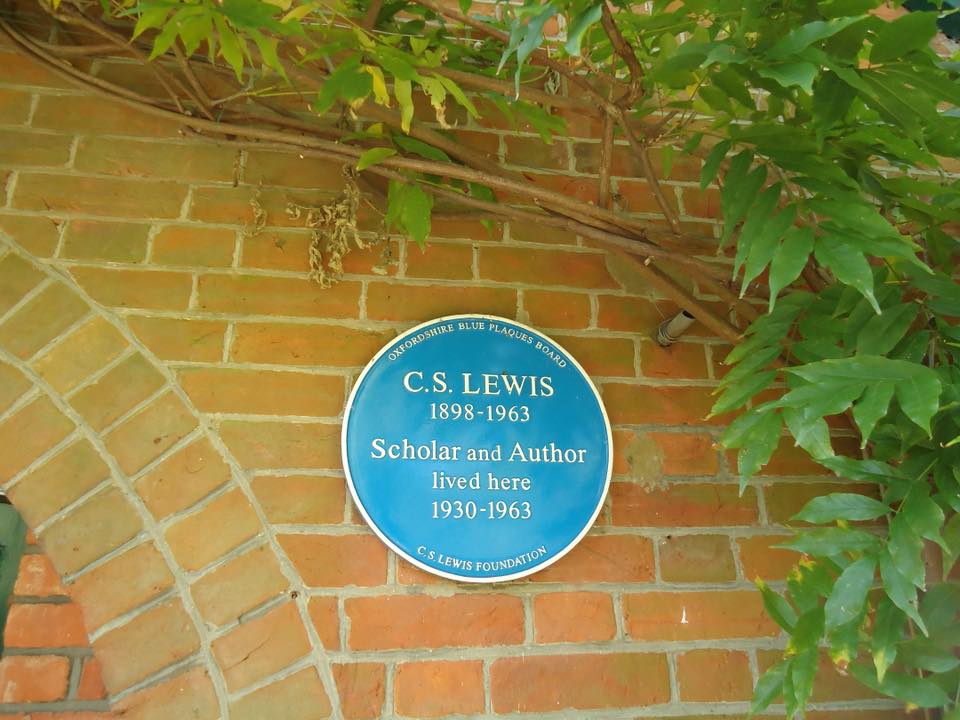 OXFORDSHIRE BLUE PLAQUES BOARD
C.S. LEWIS
1898-1963
Scholar and Author
lived here
1930-1963
C.S. LEWIS FOUNDATION